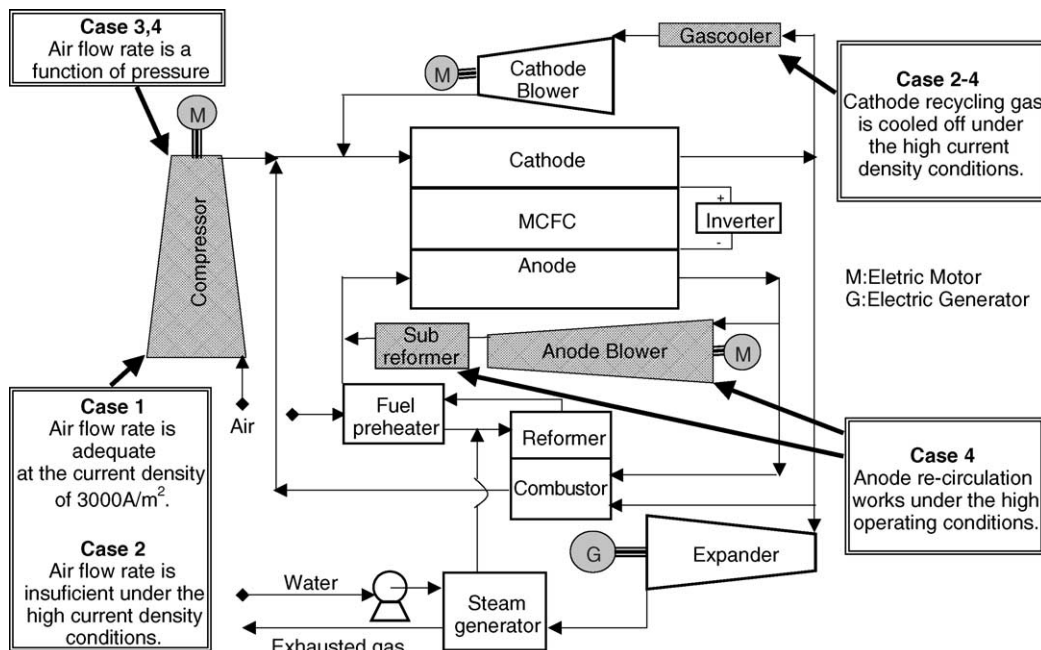 Case 3,4
Air flow rate is a
function of pressure
M
Compressor
Case 1
Air flow rate is
adequate
at the current density
of 3000A/m².
Case 2
Air flow rate is
insuficient under the
high current density
conditions.
Air
M
Cathode
Blower
Gascooler
Case 2-4
Cathode recycling gas
is cooled off under
the high current
density conditions.
Cathode
MCFC
Anode
+
Inverter
-
M:Eletric Motor
G:Electric Generator
Sub
reformer
Anode Blower
M
Fuel
preheater
Reformer
Combustor
Case 4
Anode re-circulation
works under the high
operating conditions.
G
Expander
Water
Steam
generator
Exhausted gas